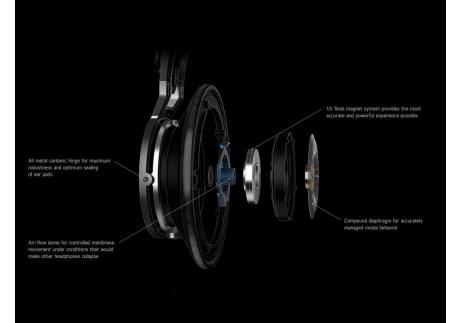 1.5 Tesla magnet system provides the most
accurate and powerful experience possible
All metal cardanic hinge for maximum
robustness and optimum sealing
of ear pads
Compound diaphragm for accurately
managed modal behavior
Air-flow dome for controlled membrane
movement under conditions that would
make other headphones collapse